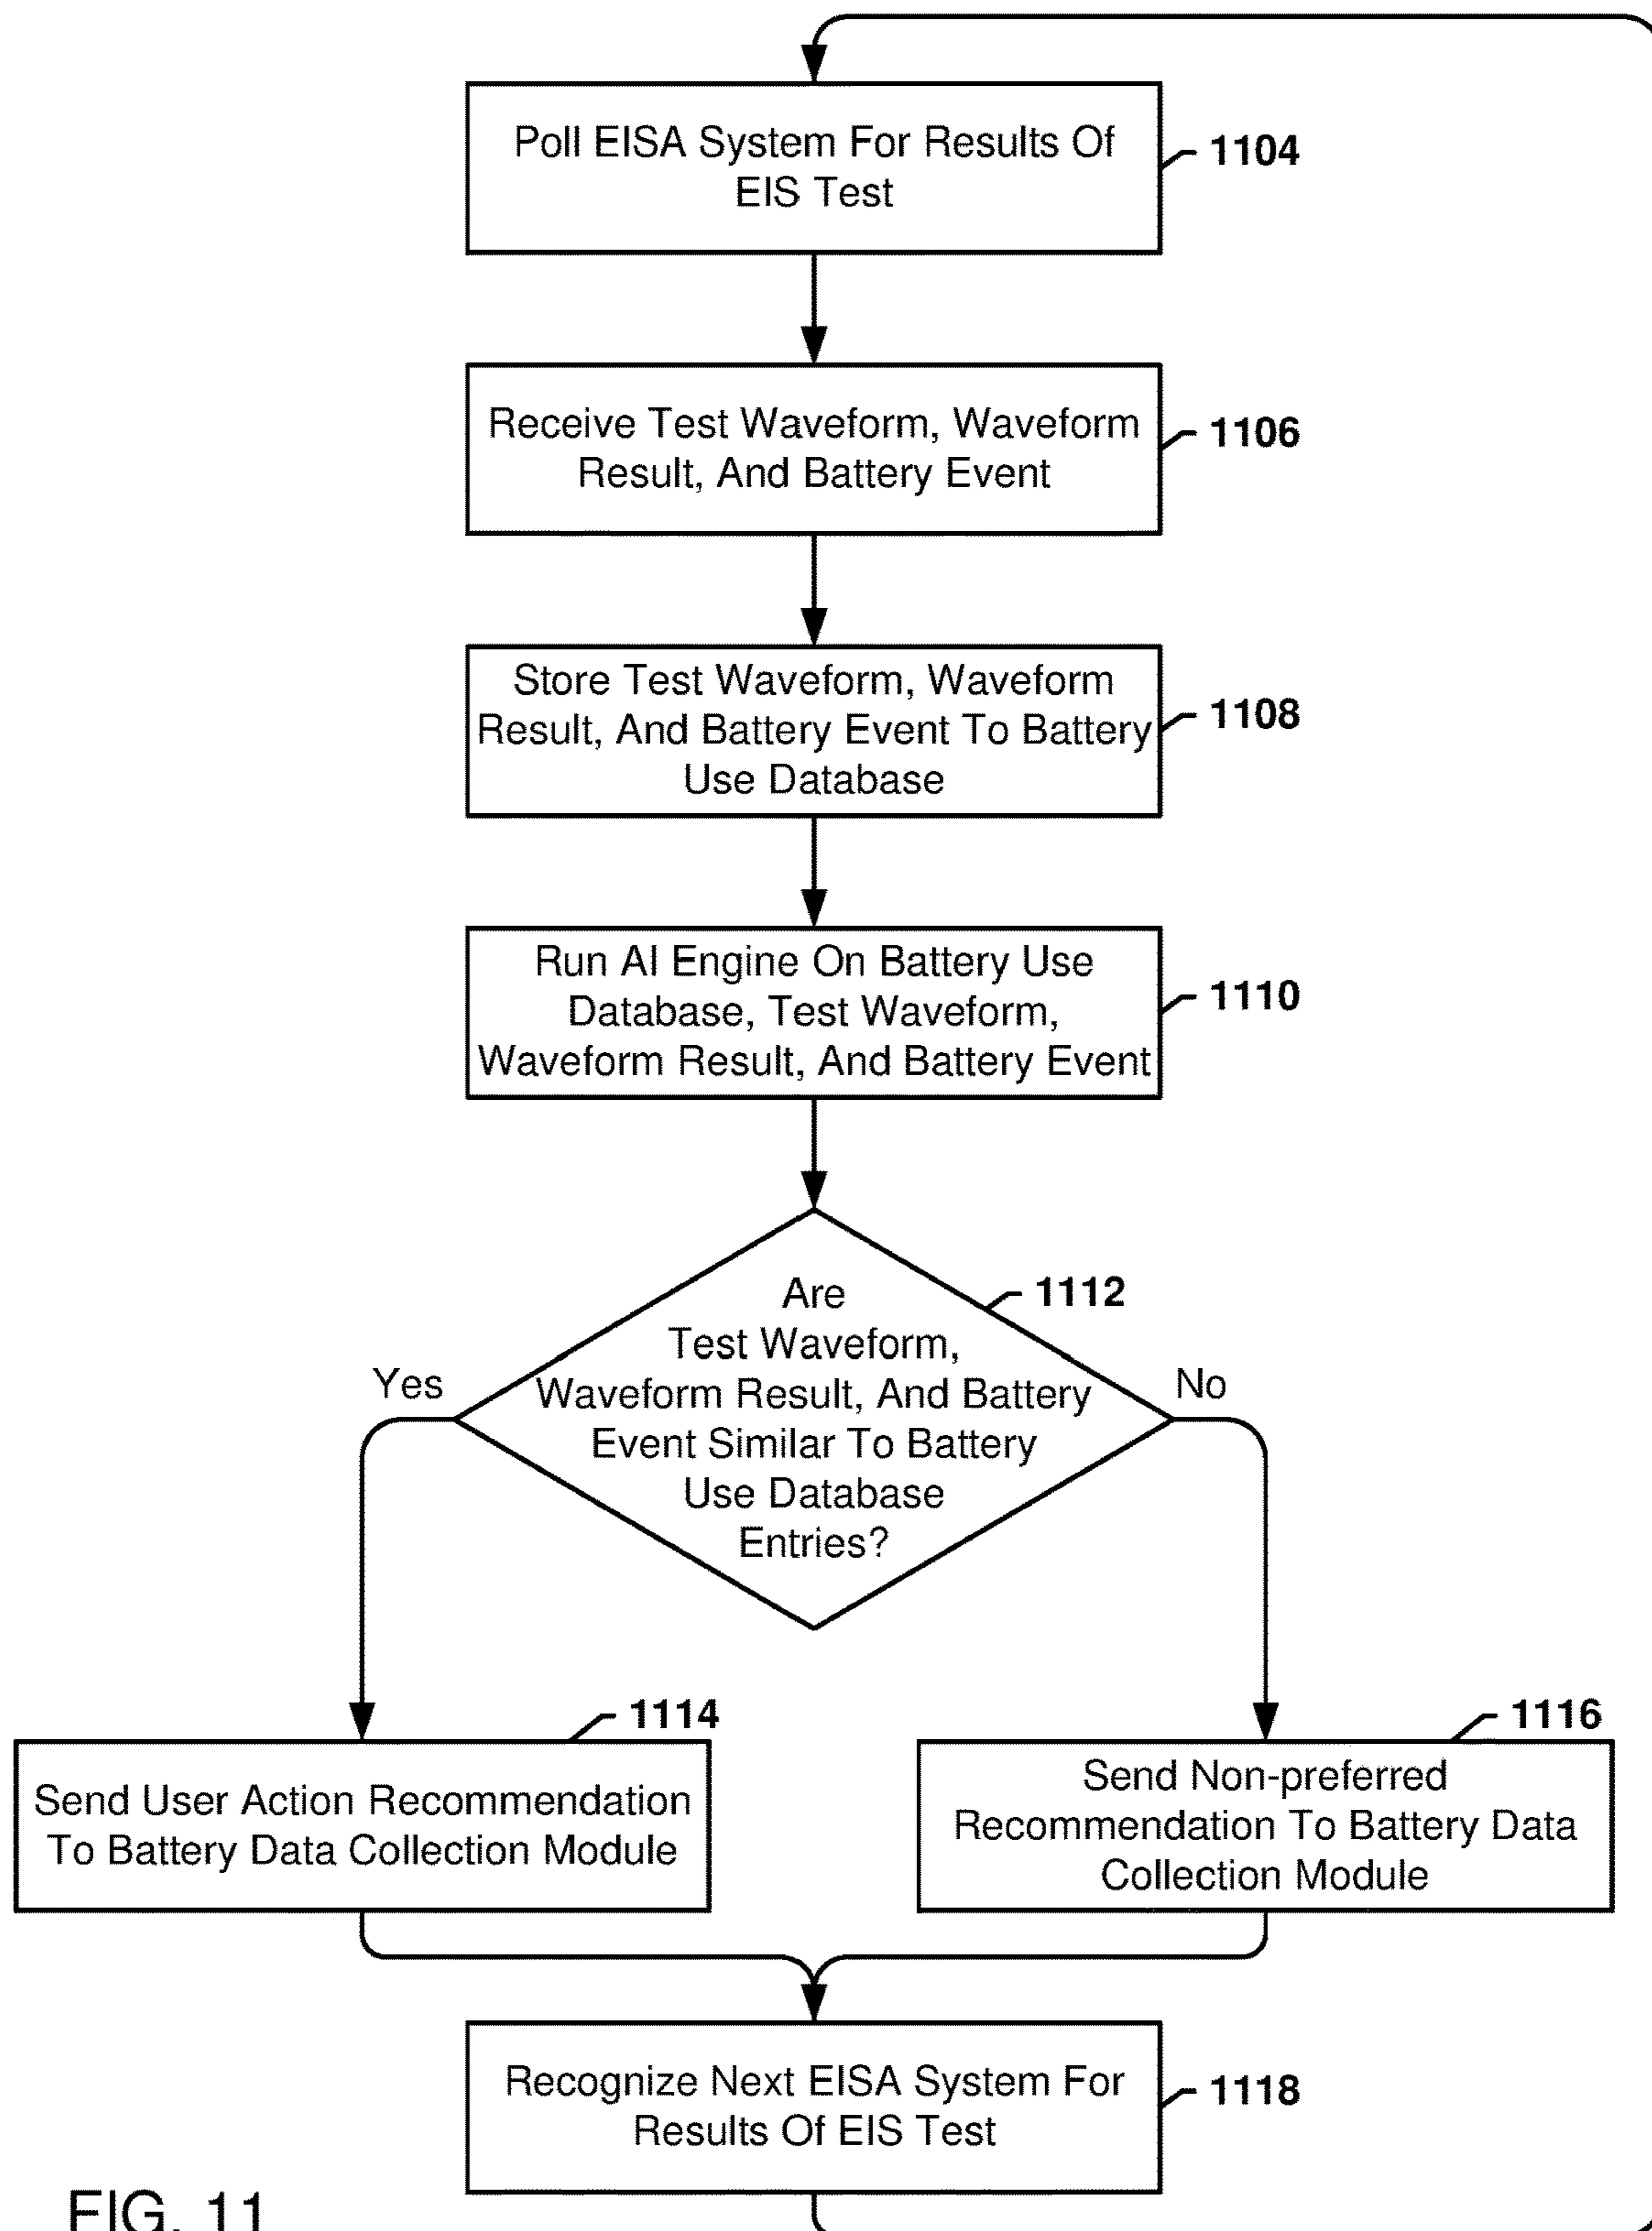 Poll EISA System For Results Of
EIS Test
1104
Receive Test Waveform, Waveform
Result, And Battery Event
1106
Store Test Waveform, Waveform
Result, And Battery Event To Battery
Use Database
1108
Run AI Engine On Battery Use
Database, Test Waveform,
Waveform Result, And Battery Event
1110
Are
Test Waveform,
Waveform Result, And Battery
Event Similar To Battery
Use Database
Entries?
1112
Yes
No
1114
Send User Action Recommendation
To Battery Data Collection Module
1116
Send Non-preferred
Recommendation To Battery Data
Collection Module
Recognize Next EISA System For
Results Of EIS Test
1118
FIG. 11